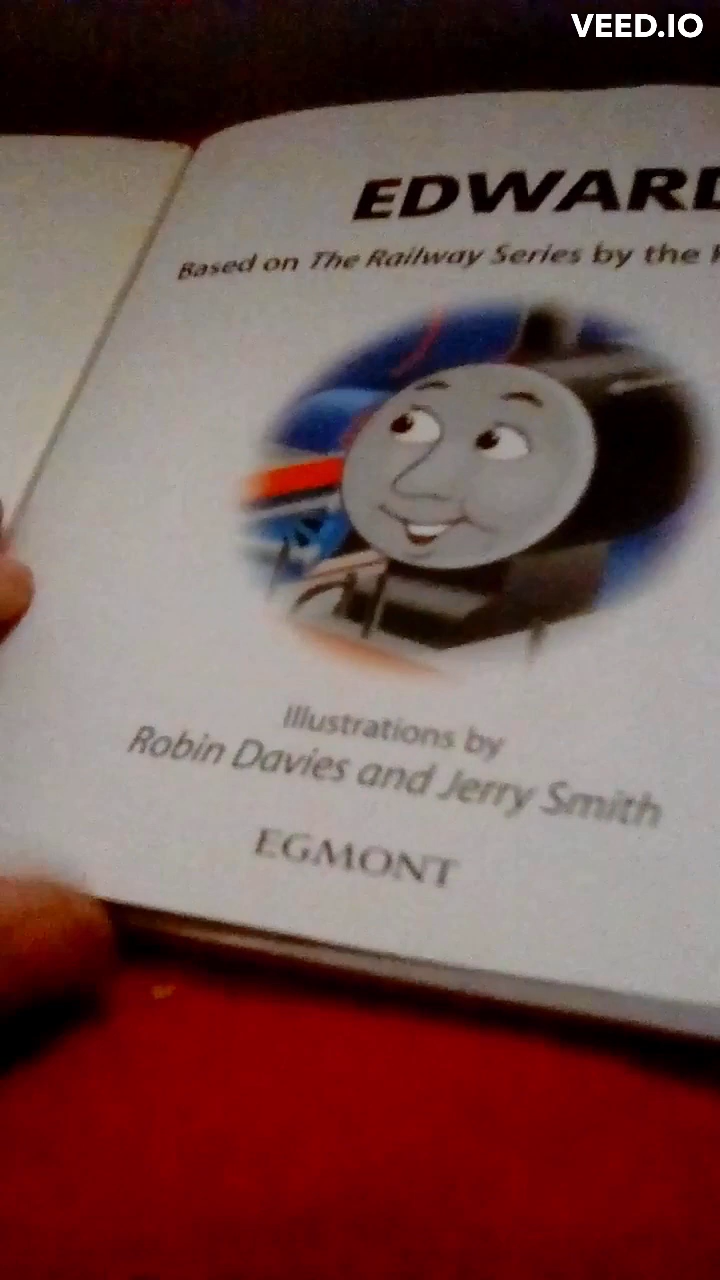 VEED.IO
EDWARD
Based on The Railway Series by the
Illustrations by
Robin Davies and Jerry Smith
EGMONT